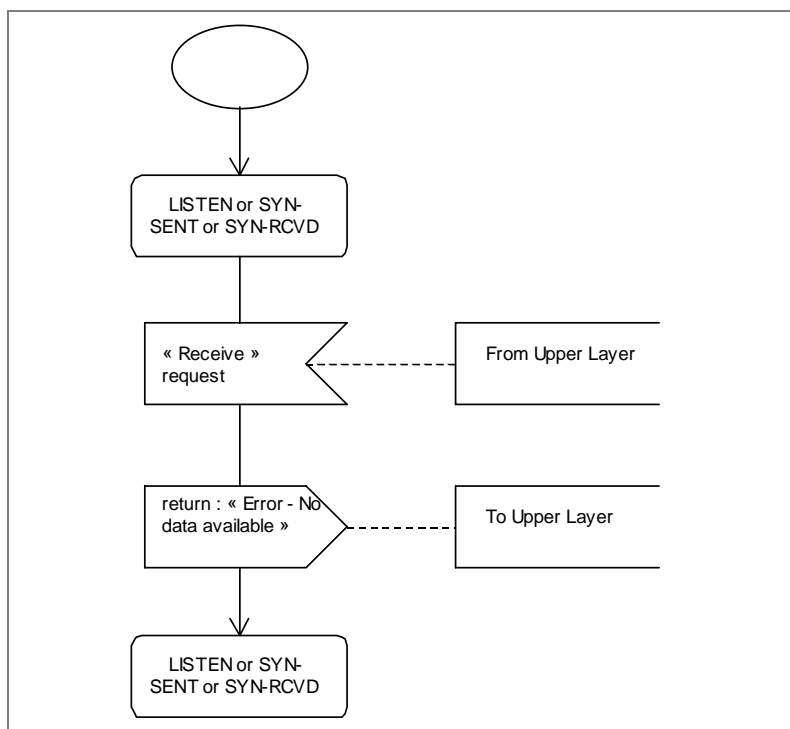 LISTEN or SYN-
SENT or SYN-RCVD
« Receive »
request
From Upper Layer
return : « Error - No
data available »
To Upper Layer
LISTEN or SYN-
SENT or SYN-RCVD